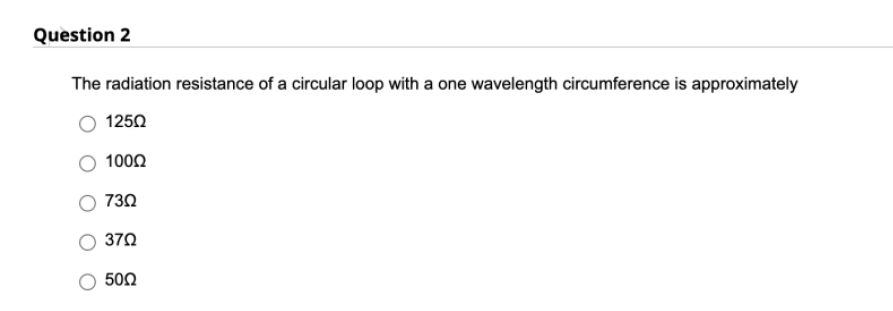 Question 2
The radiation resistance of a circular loop with a one wavelength circumference is approximately
125Ω
100Ω
73Ω
37Ω
50Ω